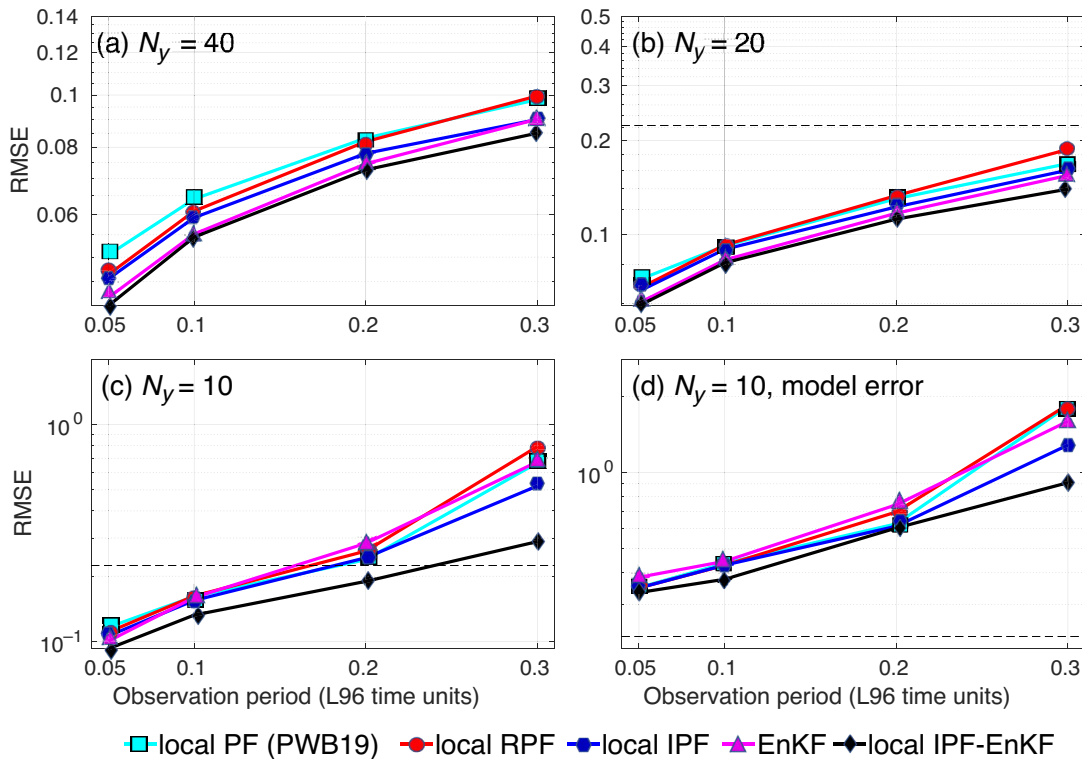 0.14
0.1
0.08
0.06
RMSE
(a) N_y = 40
0.05 0.1 0.2 0.3
0.5
0.4
0.3
0.2
0.1
(b) N_y = 20
0.05 0.1 0.2 0.3
10^0
10^-1
RMSE
(c) N_y = 10
0.05 0.1 0.2 0.3
Observation period (L96 time units)
10^0
(d) N_y = 10, model error
0.05 0.1 0.2 0.3
Observation period (L96 time units)
local PF (PWB19) local RPF local IPF EnKF local IPF-EnKF